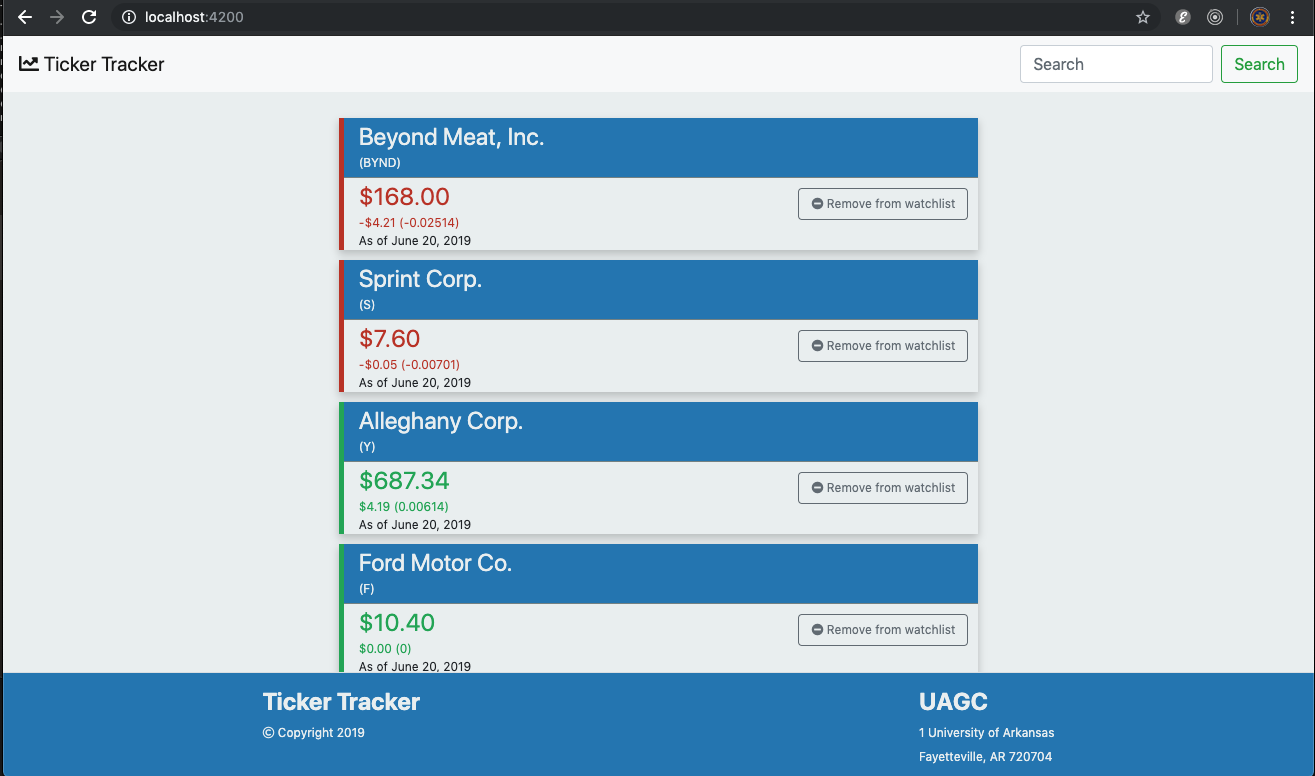 localhost:4200
Ticker Tracker
Search
Search
Beyond Meat, Inc.
(BYND)
$168.00
-$4.21 (-0.02514)
As of June 20, 2019
Remove from watchlist
Sprint Corp.
(S)
$7.60
-$0.05 (-0.00701)
As of June 20, 2019
Remove from watchlist
Alleghany Corp.
(Y)
$687.34
$4.19 (0.00614)
As of June 20, 2019
Remove from watchlist
Ford Motor Co.
(F)
$10.40
$0.00 (0)
As of June 20, 2019
Remove from watchlist
Ticker Tracker
© Copyright 2019
UAGC
1 University of Arkansas
Fayetteville, AR 720704